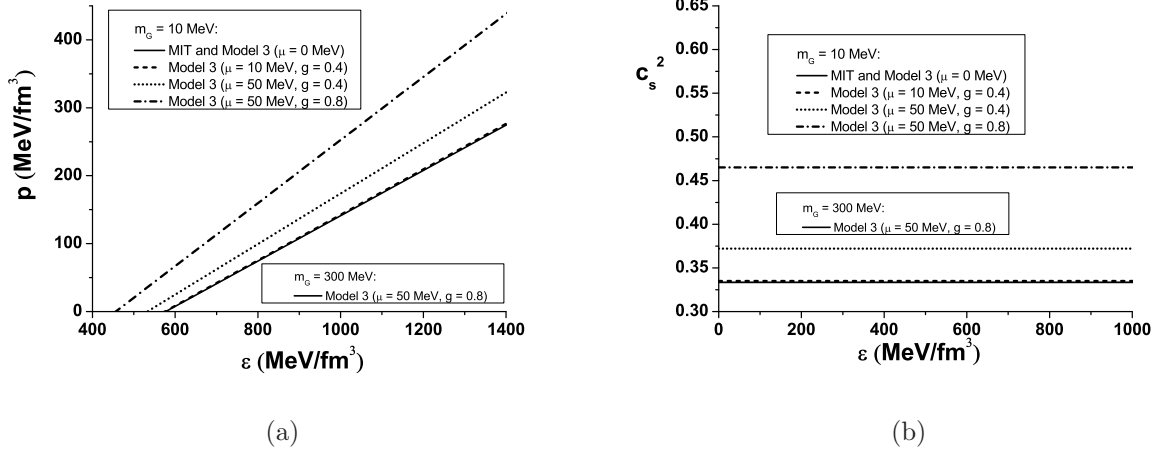 m_G = 10 MeV:
MIT and Model 3 (μ = 0 MeV)
Model 3 (μ = 10 MeV, g = 0.4)
Model 3 (μ = 50 MeV, g = 0.4)
Model 3 (μ = 50 MeV, g = 0.8)
400
300
200
100
0
p (MeV/fm³)
m_G = 300 MeV:
Model 3 (μ = 50 MeV, g = 0.8)
400 600 800 1000 1200 1400
ε (MeV/fm³)
(a)
0.65
0.60
0.55
0.50
0.45
0.40
0.35
0.30
c_s²
m_G = 10 MeV:
MIT and Model 3 (μ = 0 MeV)
Model 3 (μ = 10 MeV, g = 0.4)
Model 3 (μ = 50 MeV, g = 0.4)
Model 3 (μ = 50 MeV, g = 0.8)
m_G = 300 MeV:
Model 3 (μ = 50 MeV, g = 0.8)
0 200 400 600 800 1000
ε (MeV/fm³)
(b)